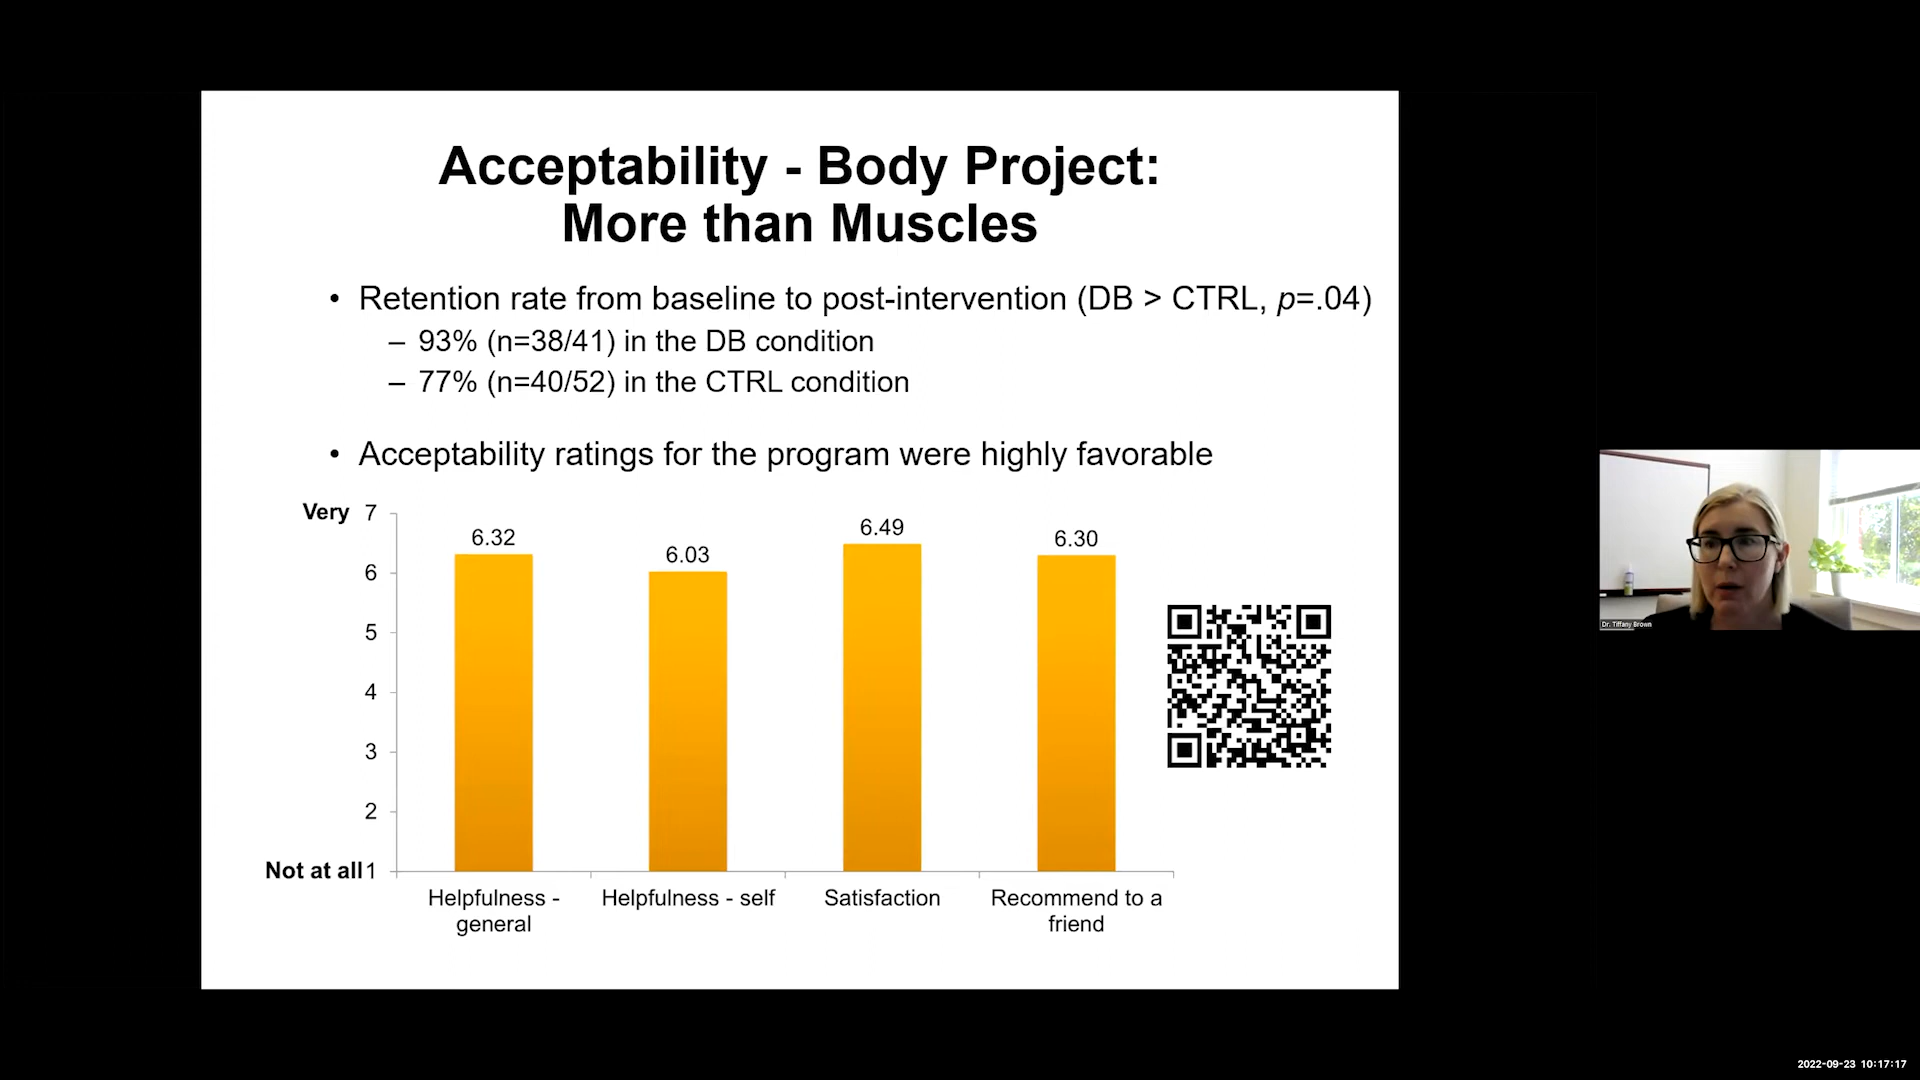 Acceptability - Body Project:
More than Muscles
• Retention rate from baseline to post-intervention (DB > CTRL, p=.04)
– 93% (n=38/41) in the DB condition
– 77% (n=40/52) in the CTRL condition
• Acceptability ratings for the program were highly favorable
Very 7
6
5
4
3
2
Not at all 1
6.32
6.03
6.49
6.30
Helpfulness -
general
Helpfulness - self
Satisfaction
Recommend to a
friend
Dr. Tiffany Brown
2022-09-23 10:17:17